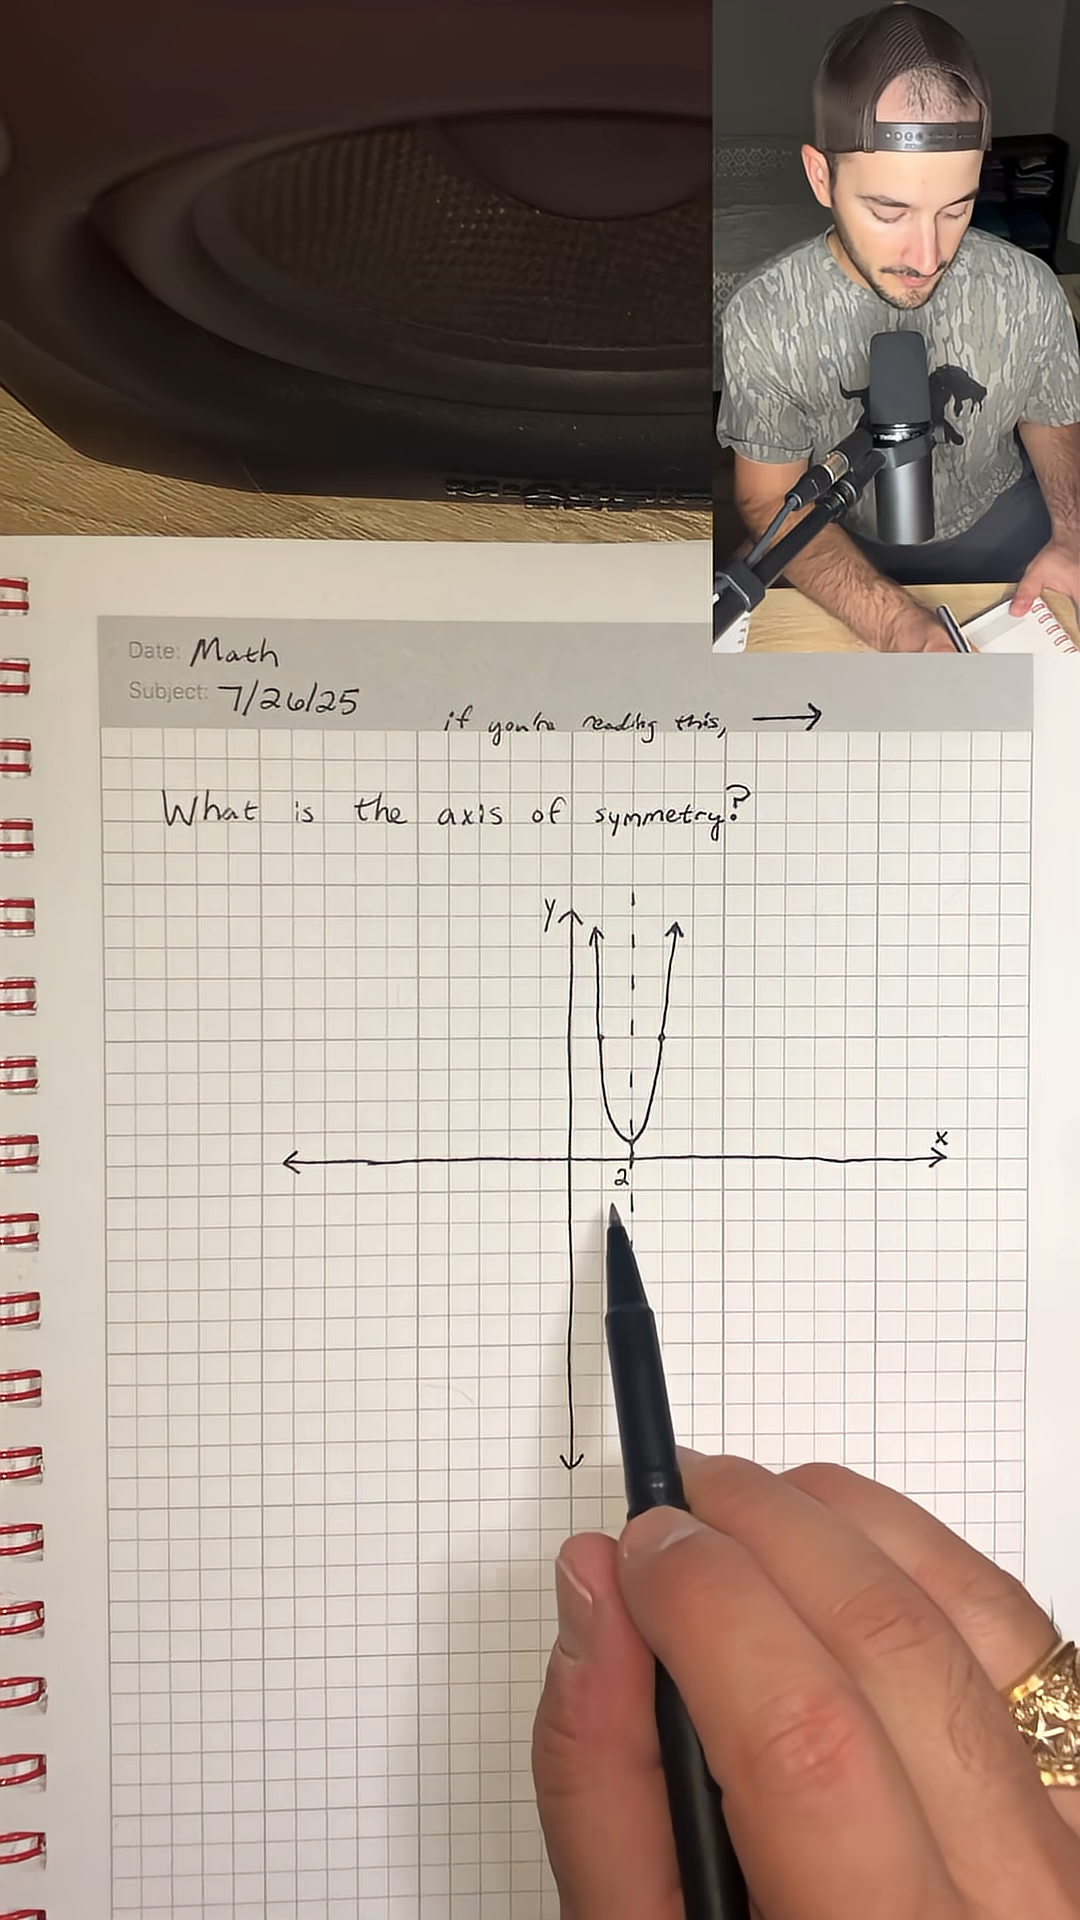 Date: Math
Subject: 7/26/25
if you're reading this, →
What is the axis of symmetry?
y
x
2